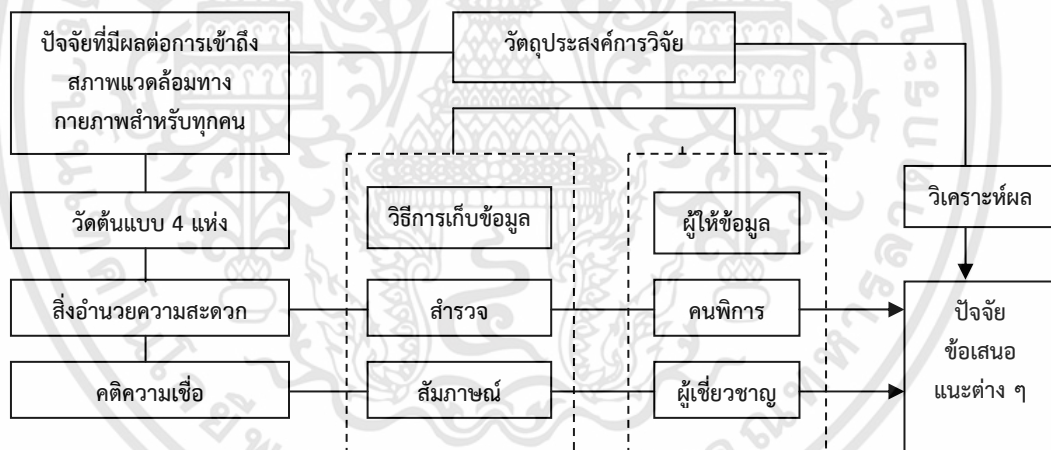 ปัจจัยที่มีผลต่อการเข้าถึง
สภาพแวดล้อมทาง
กายภาพสำหรับทุกคน
วัตถุประสงค์การวิจัย
วัดต้นแบบ 4 แห่ง
วิธีการเก็บข้อมูล
ผู้ให้ข้อมูล
วิเคราะห์ผล
สิ่งอำนวยความสะดวก
สำรวจ
คนพิการ
ปัจจัย
ข้อเสนอ
แนะต่าง ๆ
คติความเชื่อ
สัมภาษณ์
ผู้เชี่ยวชาญ